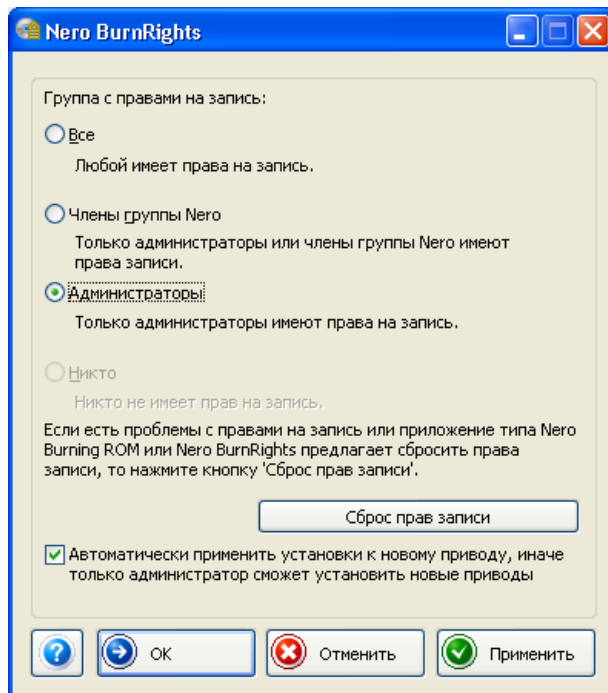 Nero BurnRights
Группа с правами на запись:
Все
Любой имеет права на запись.
Члены группы Nero
Только администраторы или члены группы Nero имеют
права записи.
Администраторы
Только администраторы имеют права на запись.
Никто
Никто не имеет прав на запись.
Если есть проблемы с правами на запись или приложение типа Nero
Burning ROM или Nero BurnRights предлагает сбросить права
записи, то нажмите кнопку 'Сброс прав записи'.
Сброс прав записи
Автоматически применить установки к новому приводу, иначе
только администратор сможет установить новые приводы
? OK Отменить Применить